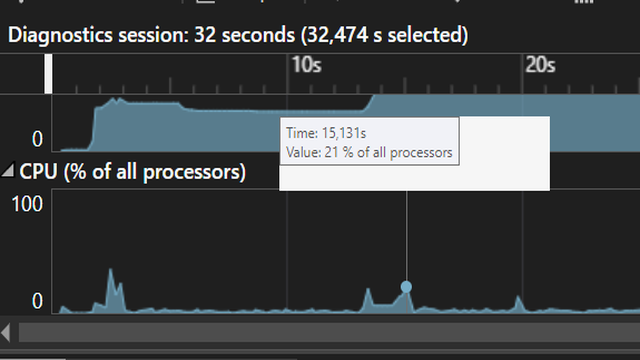 Diagnostics session: 32 seconds (32,474 s selected)
10s
20s
0
Time: 15,131s
Value: 21 % of all processors
CPU (% of all processors)
100
0